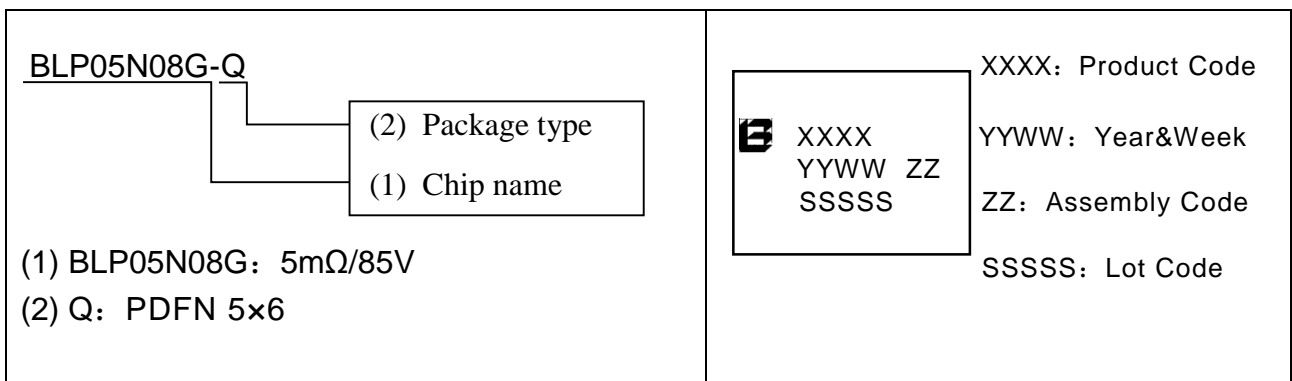 BLP05N08G-Q
(2) Package type
(1) Chip name
(1) BLP05N08G：5mΩ/85V
(2) Q：PDFN 5×6
XXXX
YYWW ZZ
SSSSS
XXXX：Product Code
YYWW：Year&Week
ZZ：Assembly Code
SSSSS：Lot Code